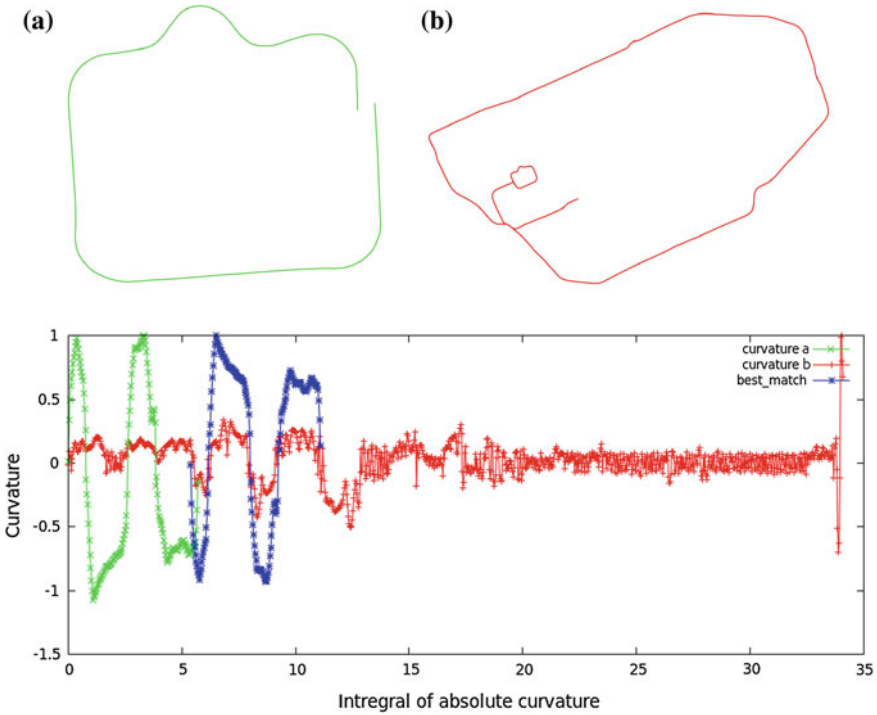 (a)
(b)
1
0.5
0
-0.5
-1
-1.5
Curvature
curvature a
curvature b
best_match
0 5 10 15 20 25 30 35
Intregral of absolute curvature